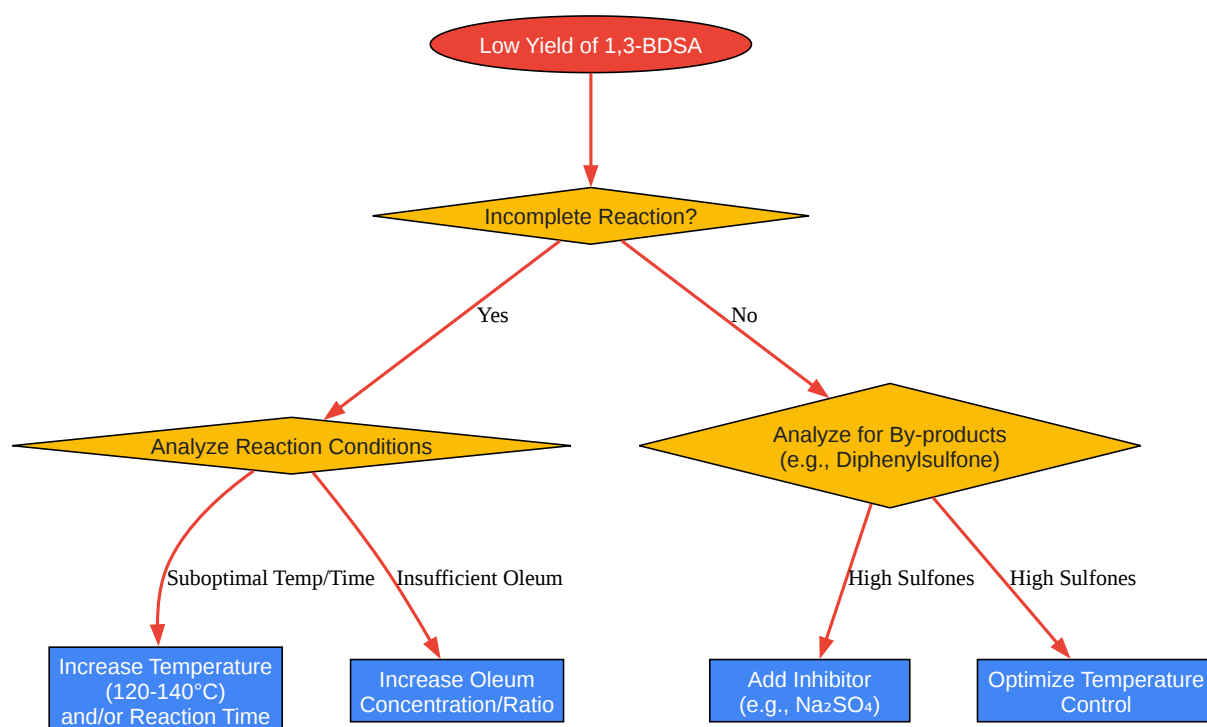 Low Yield of 1,3-BDSA
Incomplete Reaction?
Yes
No
Analyze Reaction Conditions
Analyze for By-products
(e.g., Diphenylsulfone)
Suboptimal Temp/Time
Insufficient Oleum
High Sulfones
High Sulfones
Increase Temperature
(120-140°C)
and/or Reaction Time
Increase Oleum
Concentration/Ratio
Add Inhibitor
(e.g., Na₂SO₄)
Optimize Temperature
Control